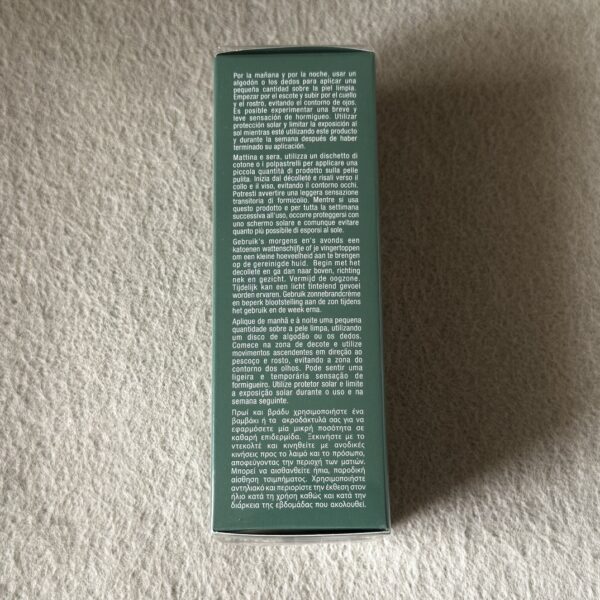 Por la mañana y por la noche, usar un
algodón o los dedos para aplicar una
pequeña cantidad sobre la piel limpia.
Empezar por el escote y subir por el cuello
y el rostro, evitando el contorno de ojos.
Es posible experimentar una breve y
leve sensación de hormigueo. Utilizar
protección solar y limitar la exposición al
sol mientras esté utilizando este producto
y durante la semana después de haber
terminado su aplicación.
Mattina e sera, utilizza un dischetto di
cotone o i polpastrelli per applicare una
piccola quantità di prodotto sulla pelle
pulita. Inizia dal décolleté e risali verso il
collo e il viso, evitando il contorno occhi.
Potresti avvertire una leggera sensazione
transitoria di formicolio. Mentre si usa
questo prodotto e per tutta la settimana
successiva all'uso, occorre proteggersi con
uno schermo solare e comunque evitare
quanto più possibile di esporsi al sole.
Gebruik's morgens en's avonds een
katoenen wattenschijfje of je vingertoppen
om een kleine hoeveelheid aan te brengen
op de gereinigde huid. Begin met het
decolleté en ga dan naar boven, richting
nek en gezicht. Vermijd de oogzone.
Tijdelijk kan een licht tintelend gevoel
worden ervaren. Gebruik zonnebrandcrème
en beperk blootstelling aan de zon tijdens
het gebruik en de week erna.
Aplique de manhã e à noite uma pequena
quantidade sobre a pele limpa, utilizando
um disco de algodão ou os dedos.
Comece na zona de decote e utilize
movimentos ascendentes em direção ao
pescoço e rosto, evitando a zona do
contorno dos olhos. Pode sentir uma
ligeira e temporária sensação de
formigueiro. Utilize protetor solar e limite
a exposição solar durante o uso e na
semana seguinte.
Πρωί και βράδυ χρησιμοποιήστε ένα
βαμβάκι ή τα ακροδάκτυλά σας για να
εφαρμόσετε μία μικρή ποσότητα σε
καθαρή επιδερμίδα. Ξεκινήστε με το
ντεκολτέ και κινηθείτε με ανοδικές
κινήσεις προς το λαιμό και το πρόσωπο,
αποφεύγοντας την περιοχή των ματιών.
Μπορεί να αισθανθείτε ήπια, παροδική
αίσθηση τσιμπήματος. Χρησιμοποιήστε
αντηλιακό και περιορίστε την έκθεση στον
ήλιο κατά τη χρήση καθώς και κατά την
διάρκεια της εβδομάδας που ακολουθεί.